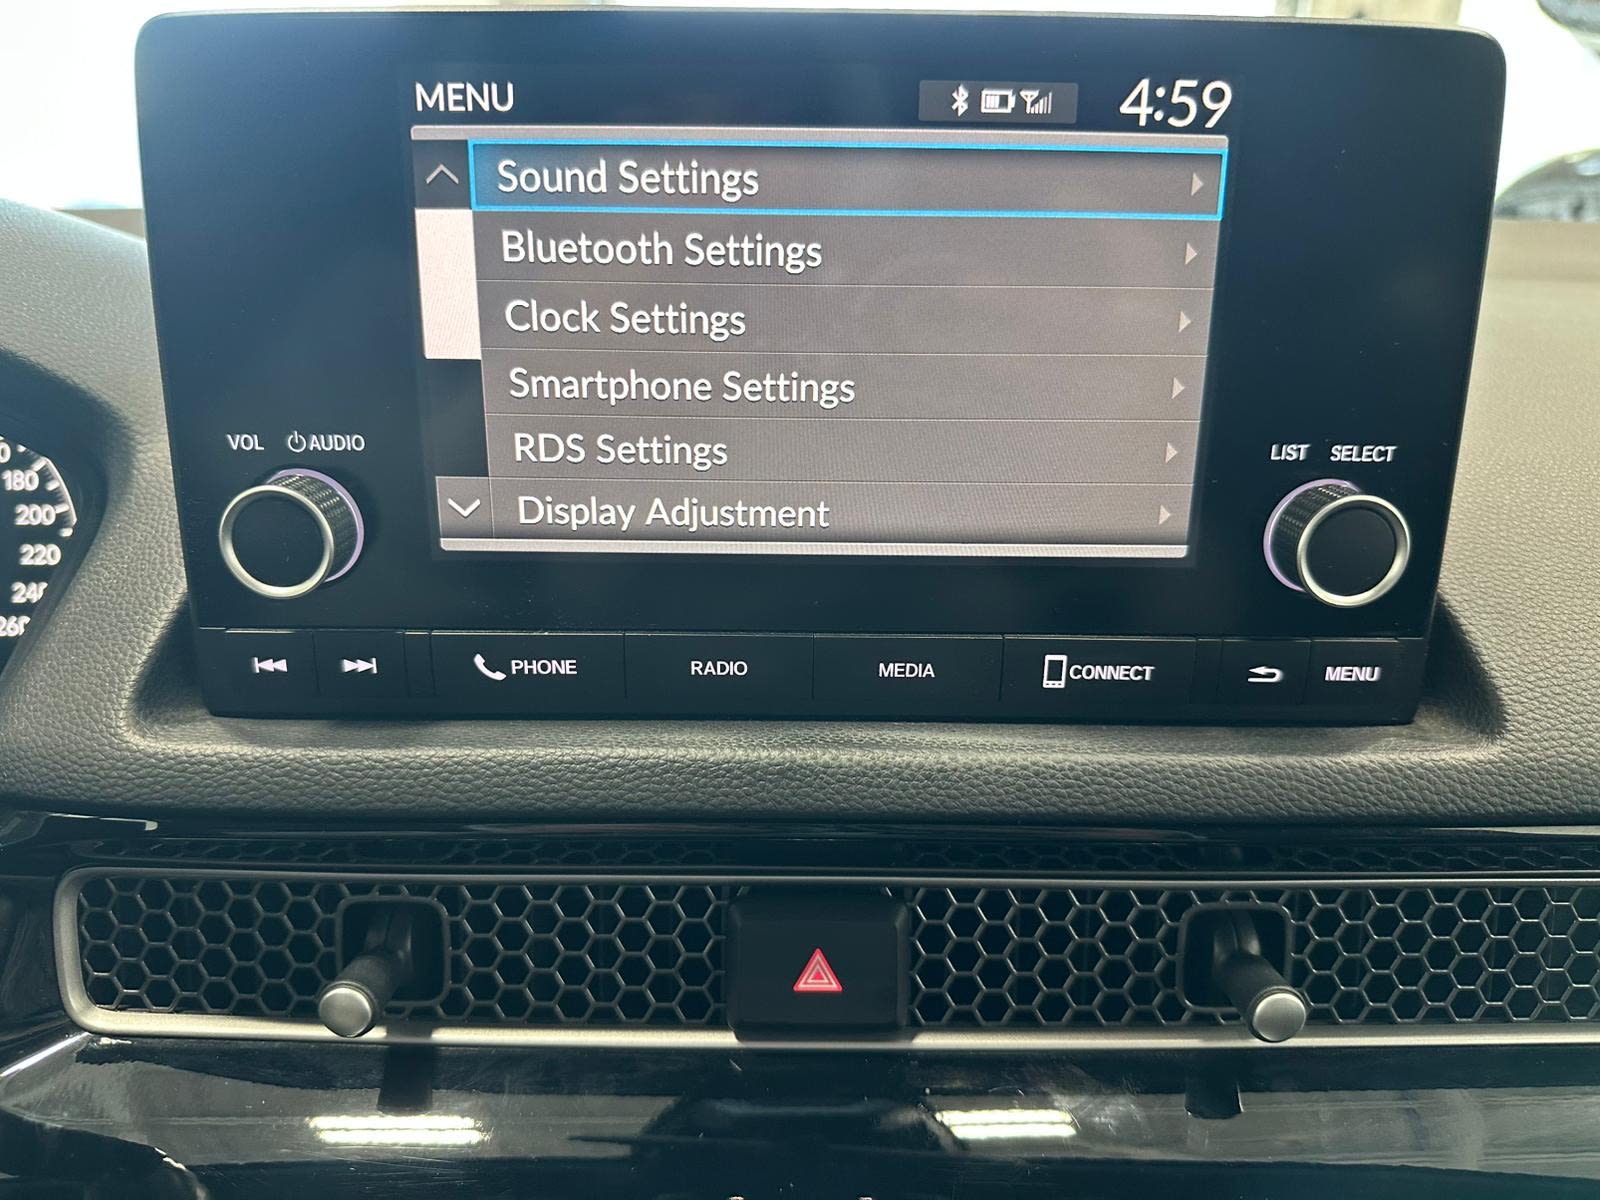 MENU 4:59
Sound Settings
Bluetooth Settings
Clock Settings
Smartphone Settings
RDS Settings
Display Adjustment
VOL AUDIO
LIST SELECT
180
200
220
PHONE RADIO MEDIA CONNECT MENU